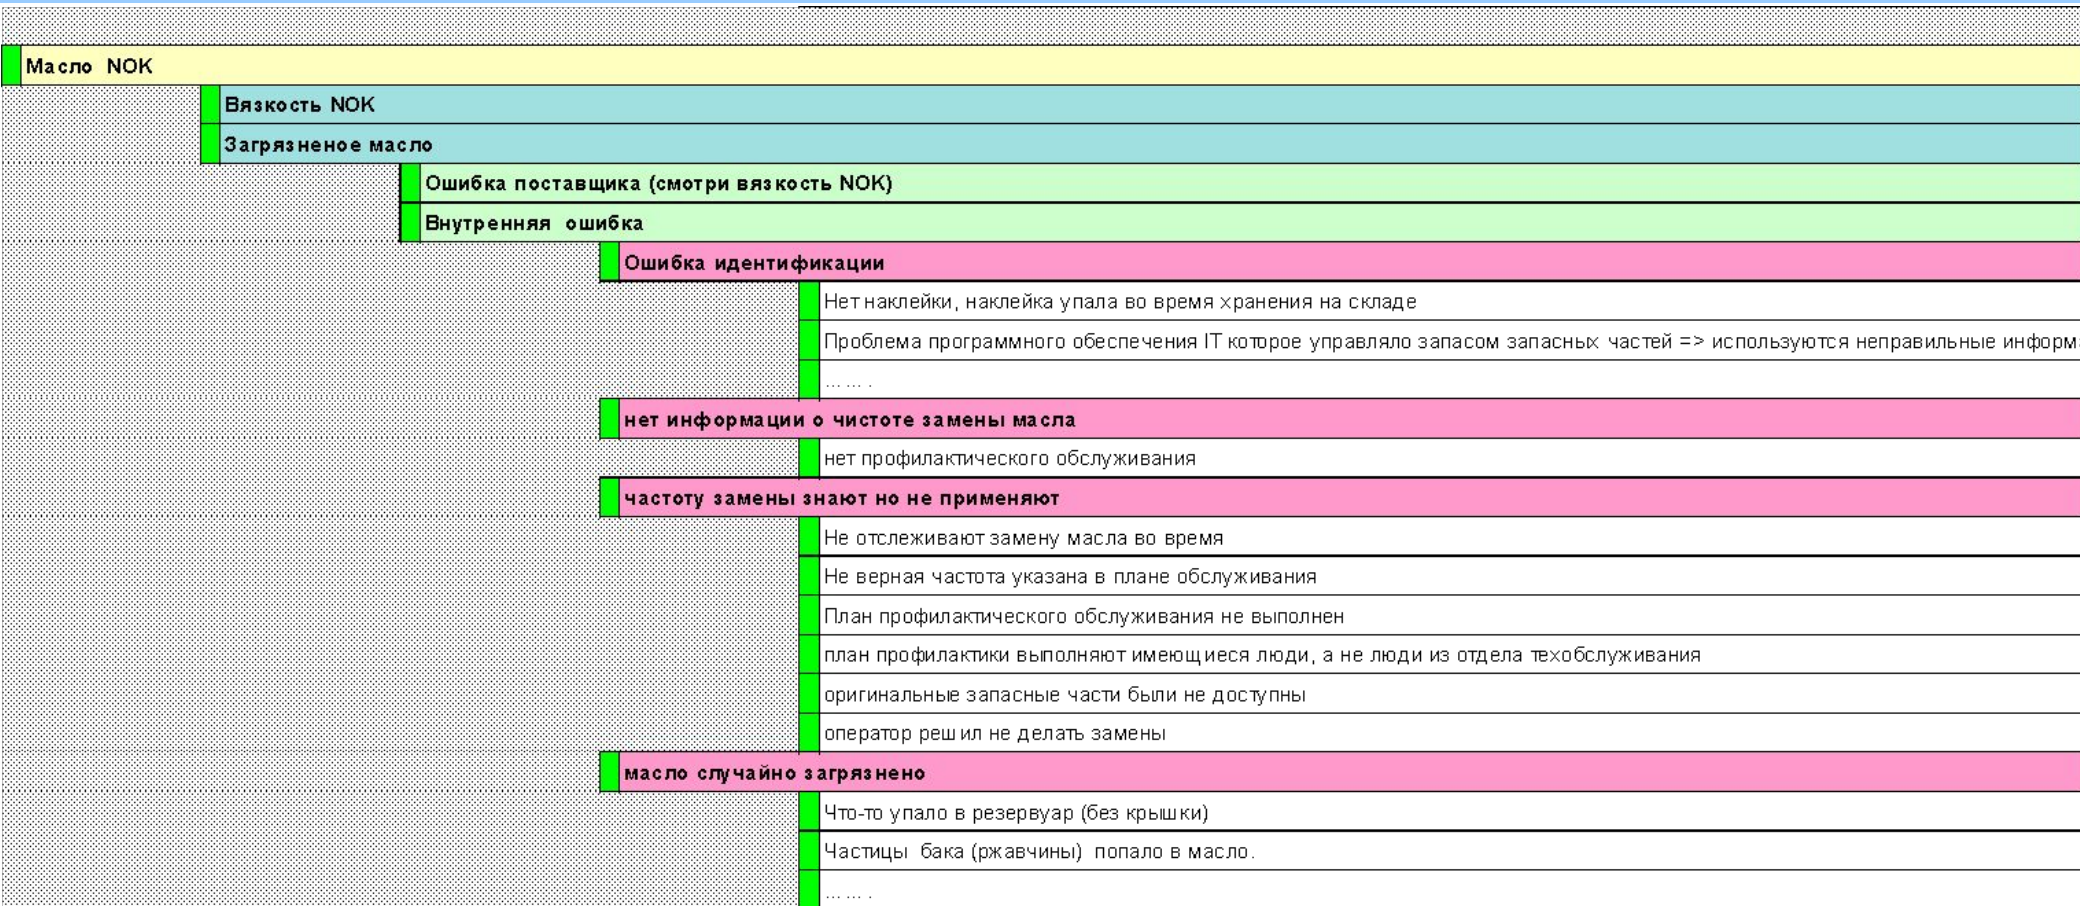 Масло NOK
Вязкость NOK
Загрязненое масло
Ошибка поставщика (смотри вязкость NOK)
Внутренняя ошибка
Ошибка идентификации
Нет наклейки, наклейка упала во время хранения на складе
Проблема программного обеспечения IT которое управляло запасом запасных частей => используются неправильные информ
... ... .
нет информации о чистоте замены масла
нет профилактического обслуживания
частоту замены знают но не применяют
Не отслеживают замену масла во время
Не верная частота указана в плане обслуживания
План профилактического обслуживания не выполнен
план профилактики выполняют имеющиеся люди, а не люди из отдела техобслуживания
оригинальные запасные части были не доступны
оператор решил не делать замены
масло случайно загрязнено
Что-то упало в резервуар (без крышки)
Частицы бака (ржавчины) попало в масло.
... ... .